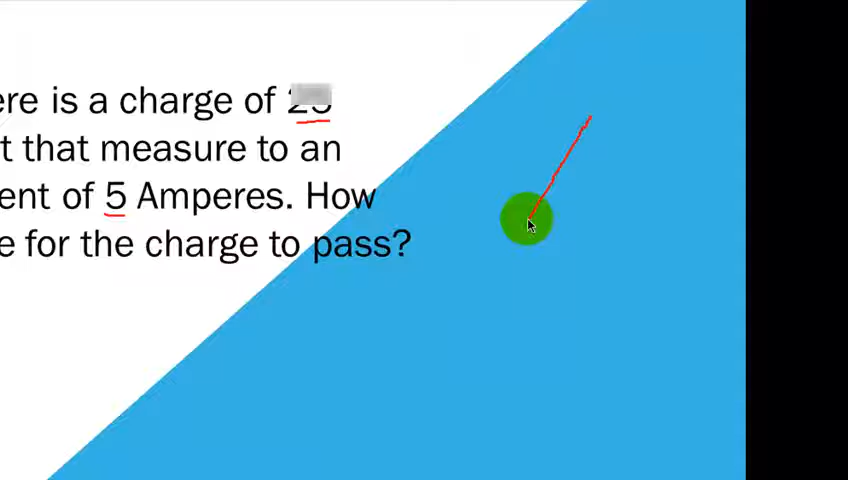 ere is a charge of
t that measure to an
ent of 5 Amperes. How
e for the charge to pass?